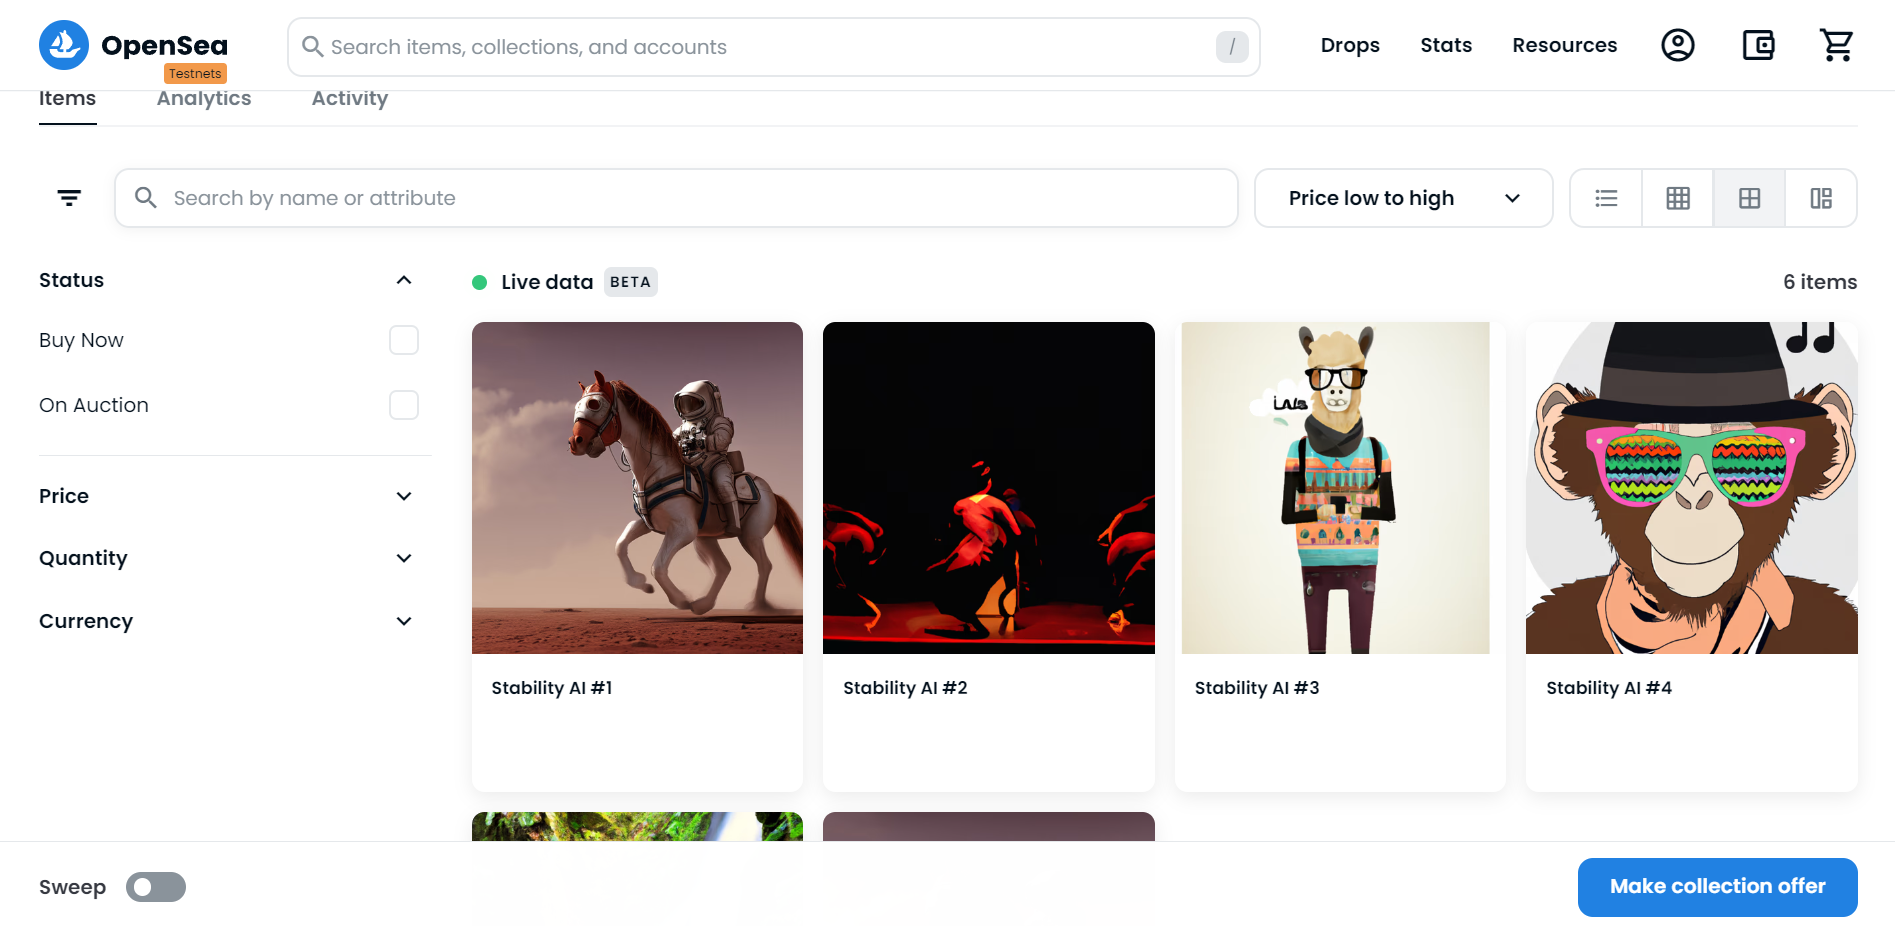 OpenSea
Testnets
Search items, collections, and accounts
/
Drops
Stats
Resources
Items
Analytics
Activity
Search by name or attribute
Price low to high
Status
Buy Now
On Auction
Price
Quantity
Currency
Live data
BETA
6 items
Stability AI #1
Stability AI #2
Stability AI #3
Stability AI #4
Sweep
Make collection offer